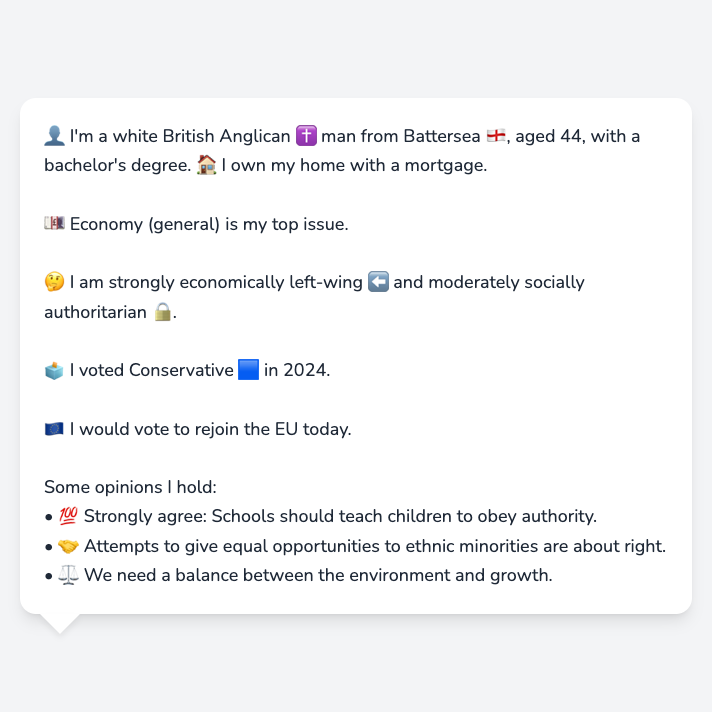 👤 I'm a white British Anglican ✝️ man from Battersea 🏴󠁧󠁢󠁥󠁮󠁧󠁿, aged 44, with a
bachelor's degree. 🏠 I own my home with a mortgage.
💷 Economy (general) is my top issue.
🤔 I am strongly economically left-wing ⬅️ and moderately socially
authoritarian 🔒.
🗳️ I voted Conservative 🟦 in 2024.
🇪🇺 I would vote to rejoin the EU today.
Some opinions I hold:
• 💯 Strongly agree: Schools should teach children to obey authority.
• 🤝 Attempts to give equal opportunities to ethnic minorities are about right.
• ⚖️ We need a balance between the environment and growth.